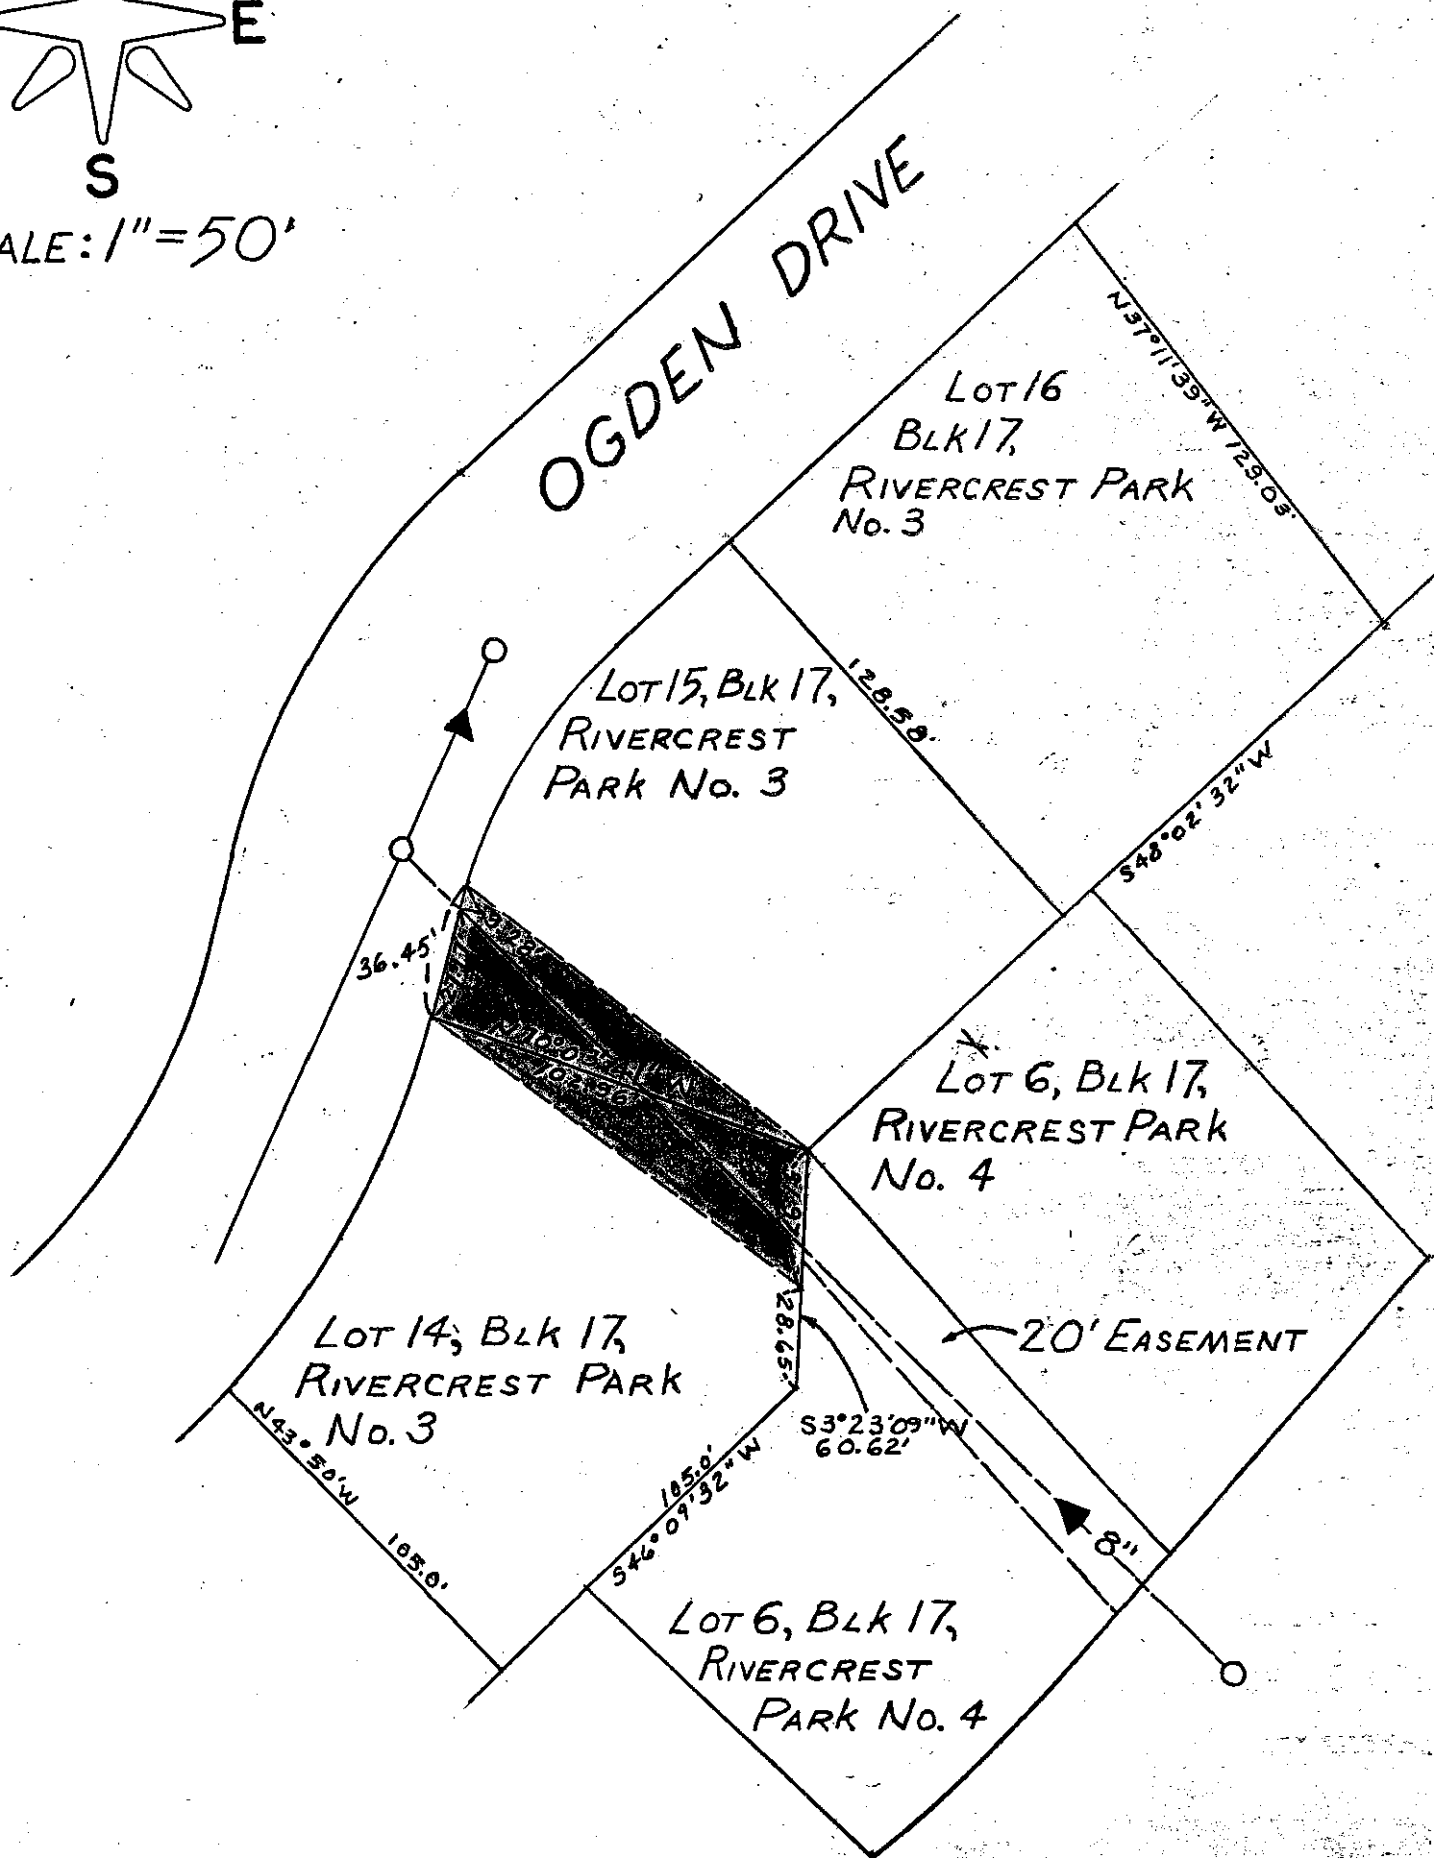 E
S
ALE: 1" = 50'
OGDEN DRIVE
N37°11'39"W 129.03'
LOT 16
BLK 17,
RIVERCREST PARK
No. 3
LOT 15, BLK 17,
RIVERCREST
PARK No. 3
128.58'
S48°02'32"W
36.45'
LOT 6, BLK 17,
RIVERCREST PARK
No. 4
20' EASEMENT
28.65'
S3°23'09"W
60.62'
LOT 14, BLK 17,
RIVERCREST PARK
No. 3
N43°50'W 105.0'
105.0'
S46°09'32"W
8"
LOT 6, BLK 17,
RIVERCREST
PARK No. 4